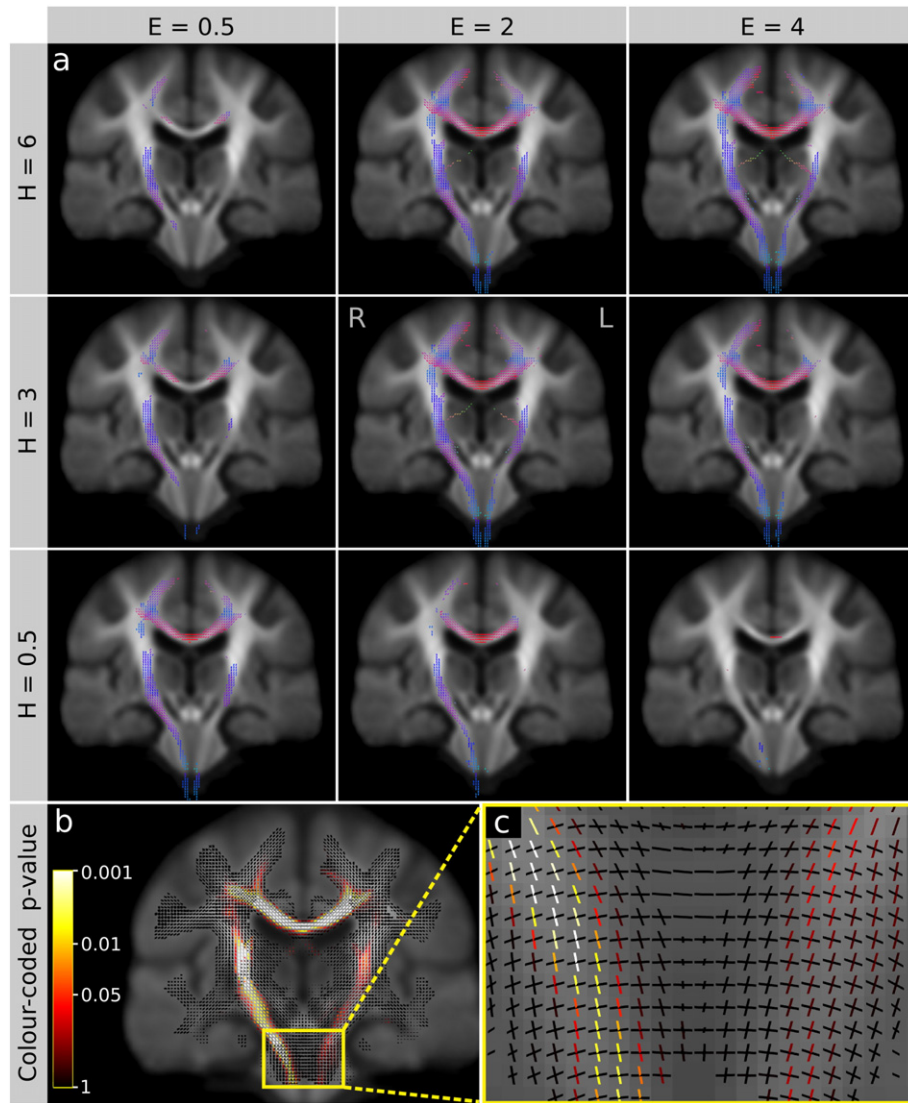 E = 0.5
E = 2
E = 4
a
H = 6
H = 3
R
L
H = 0.5
b
c
Colour-coded p-value
0.001
0.01
0.05
1